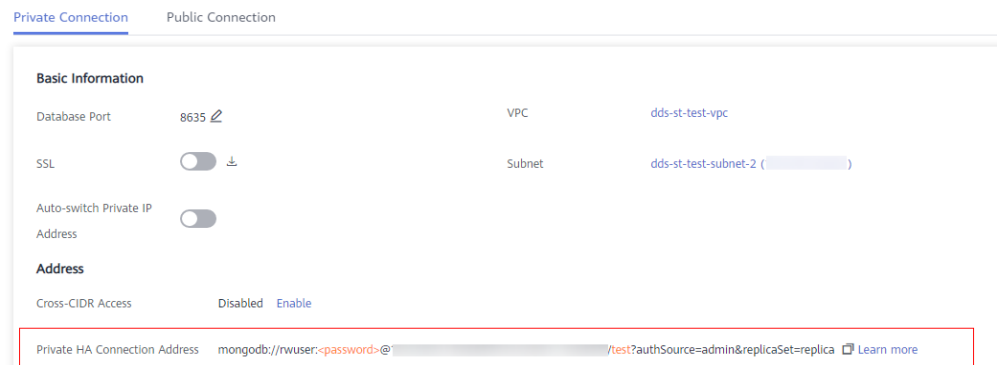 Private Connection Public Connection
Basic Information
Database Port 8635 VPC dds-st-test-vpc
SSL Subnet dds-st-test-subnet-2 ( )
Auto-switch Private IP
Address
Address
Cross-CIDR Access Disabled Enable
Private HA Connection Address mongodb://rwuser:<password>@ /test?authSource=admin&replicaSet=replica Learn more